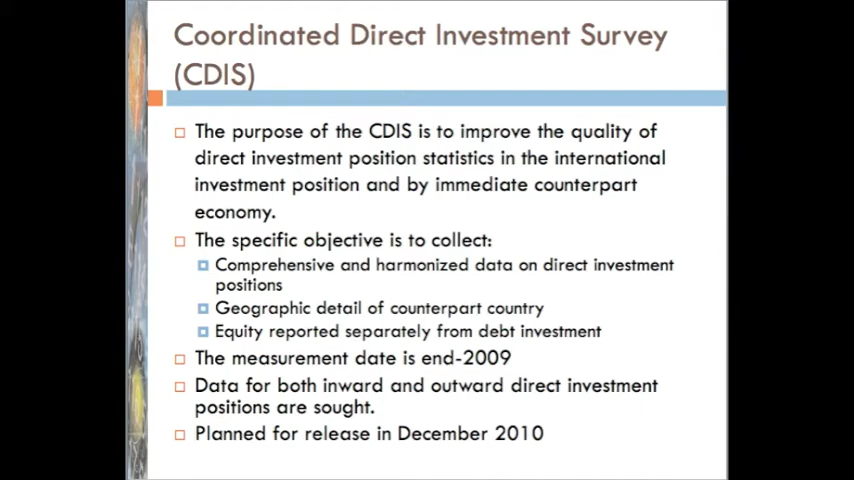 Coordinated Direct Investment Survey
(CDIS)
The purpose of the CDIS is to improve the quality of
direct investment position statistics in the international
investment position and by immediate counterpart
economy.
The specific objective is to collect:
Comprehensive and harmonized data on direct investment
positions
Geographic detail of counterpart country
Equity reported separately from debt investment
The measurement date is end-2009
Data for both inward and outward direct investment
positions are sought.
Planned for release in December 2010